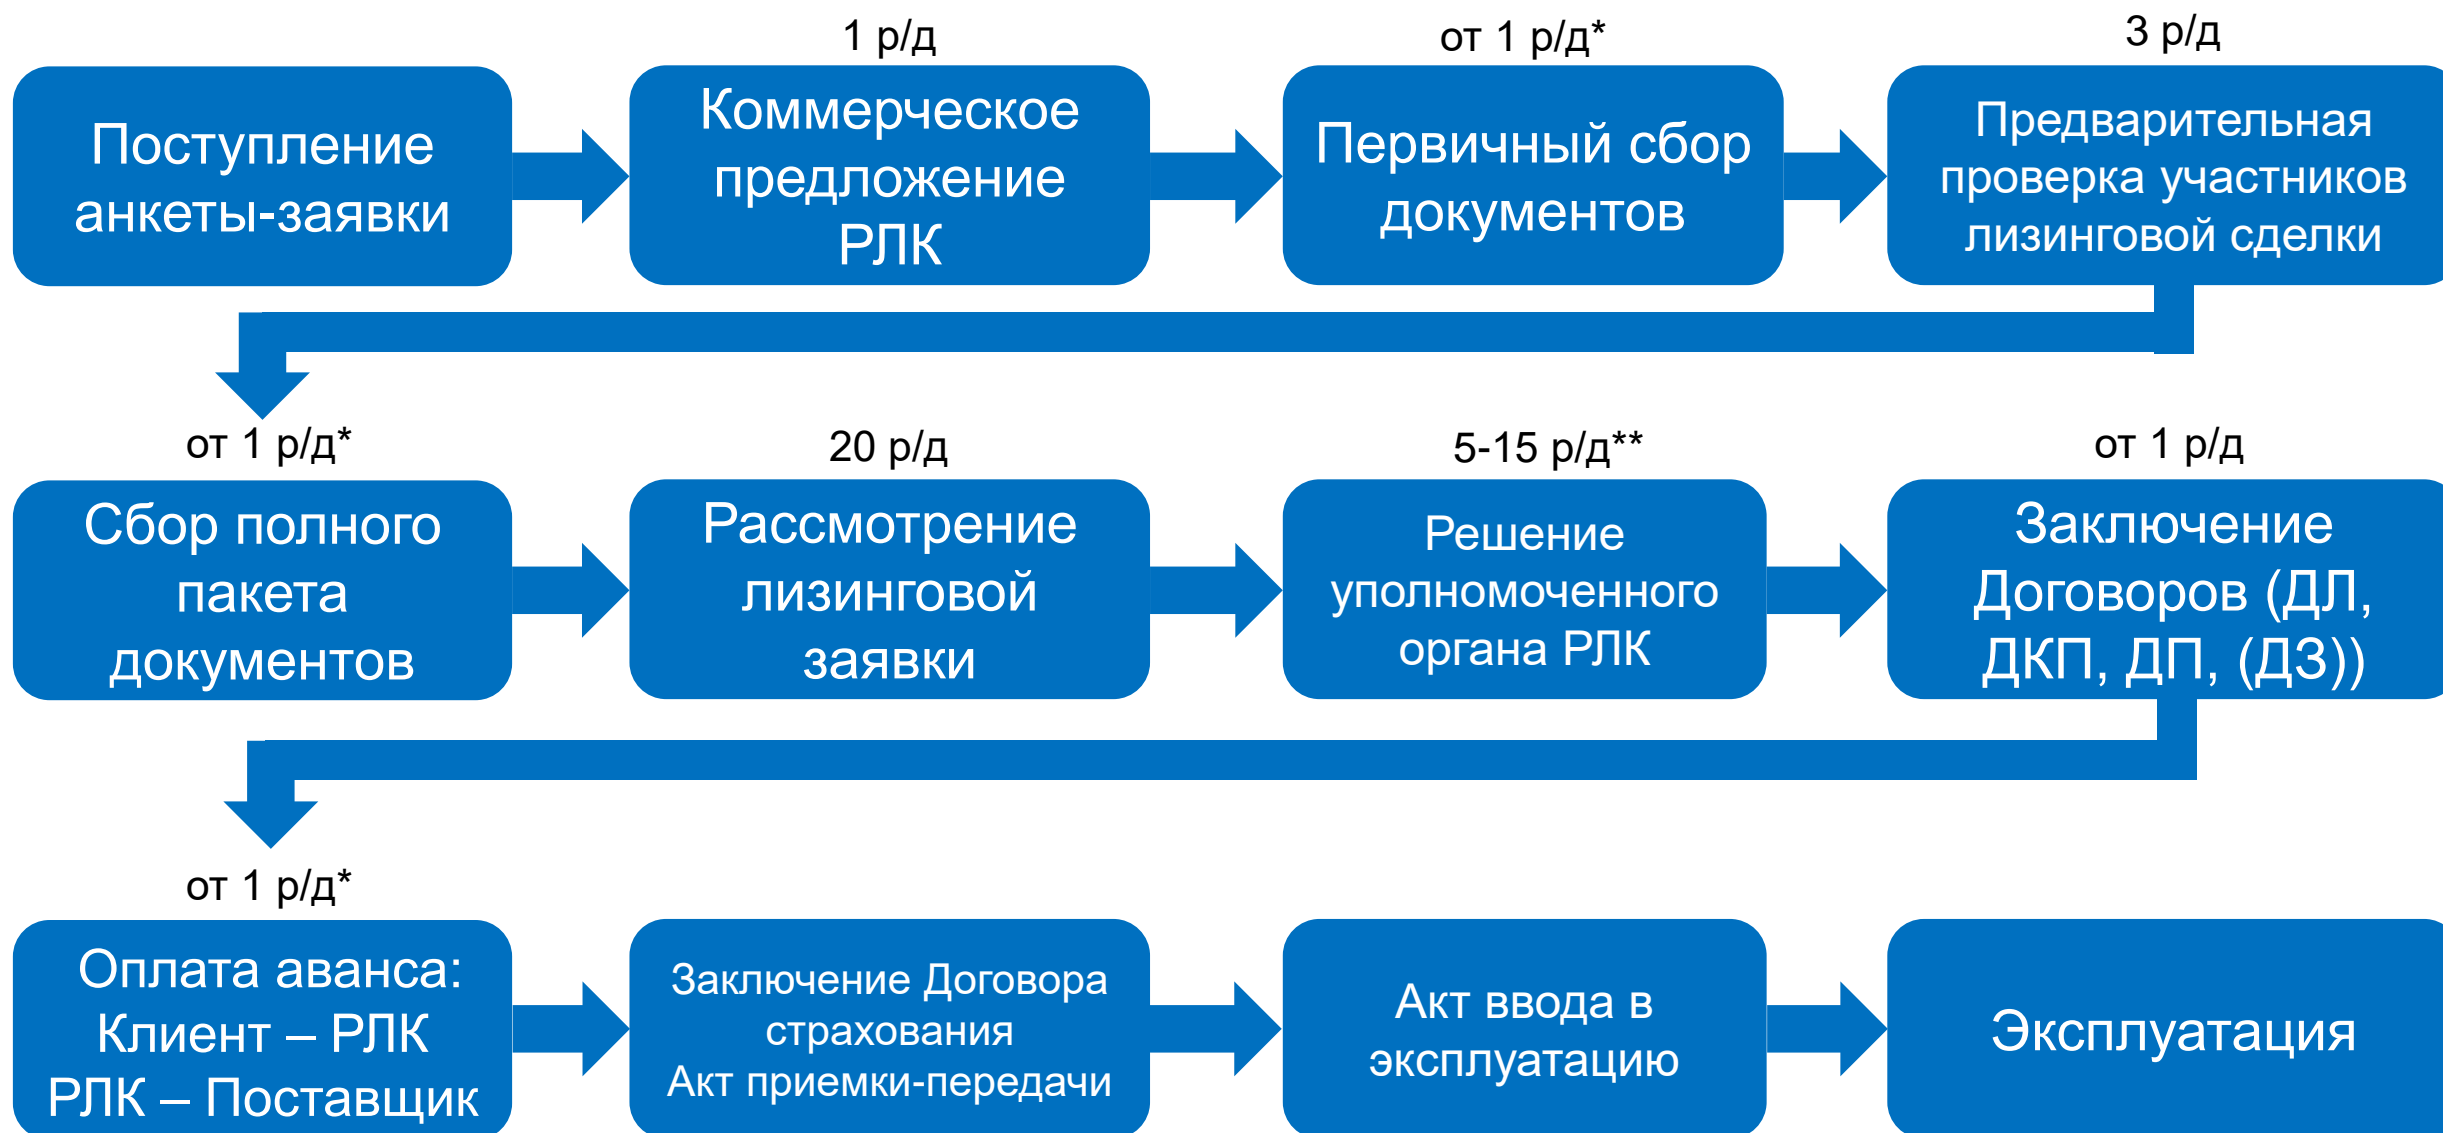 1 р/д
от 1 р/д*
3 р/д
Поступление
анкеты-заявки
Коммерческое
предложение
РЛК
Первичный сбор
документов
Предварительная
проверка участников
лизинговой сделки
от 1 р/д*
20 р/д
5-15 р/д**
от 1 р/д
Сбор полного
пакета
документов
Рассмотрение
лизинговой
заявки
Решение
уполномоченного
органа РЛК
Заключение
Договоров (ДЛ,
ДКП, ДП, (ДЗ))
от 1 р/д*
Оплата аванса:
Клиент – РЛК
РЛК – Поставщик
Заключение Договора
страхования
Акт приемки-передачи
Акт ввода в
эксплуатацию
Эксплуатация